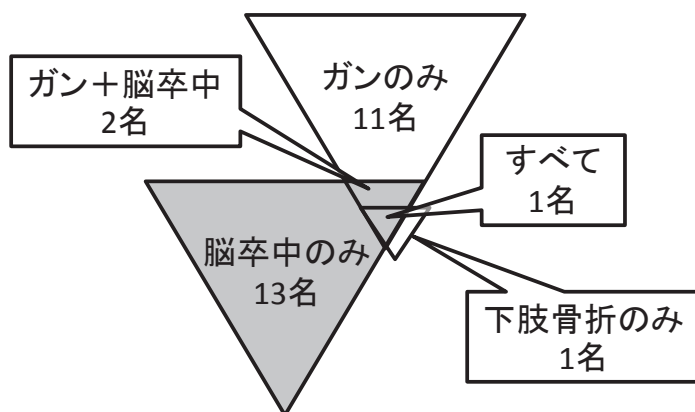 ガンのみ
11名
ガン＋脳卒中
2名
すべて
1名
脳卒中のみ
13名
下肢骨折のみ
1名